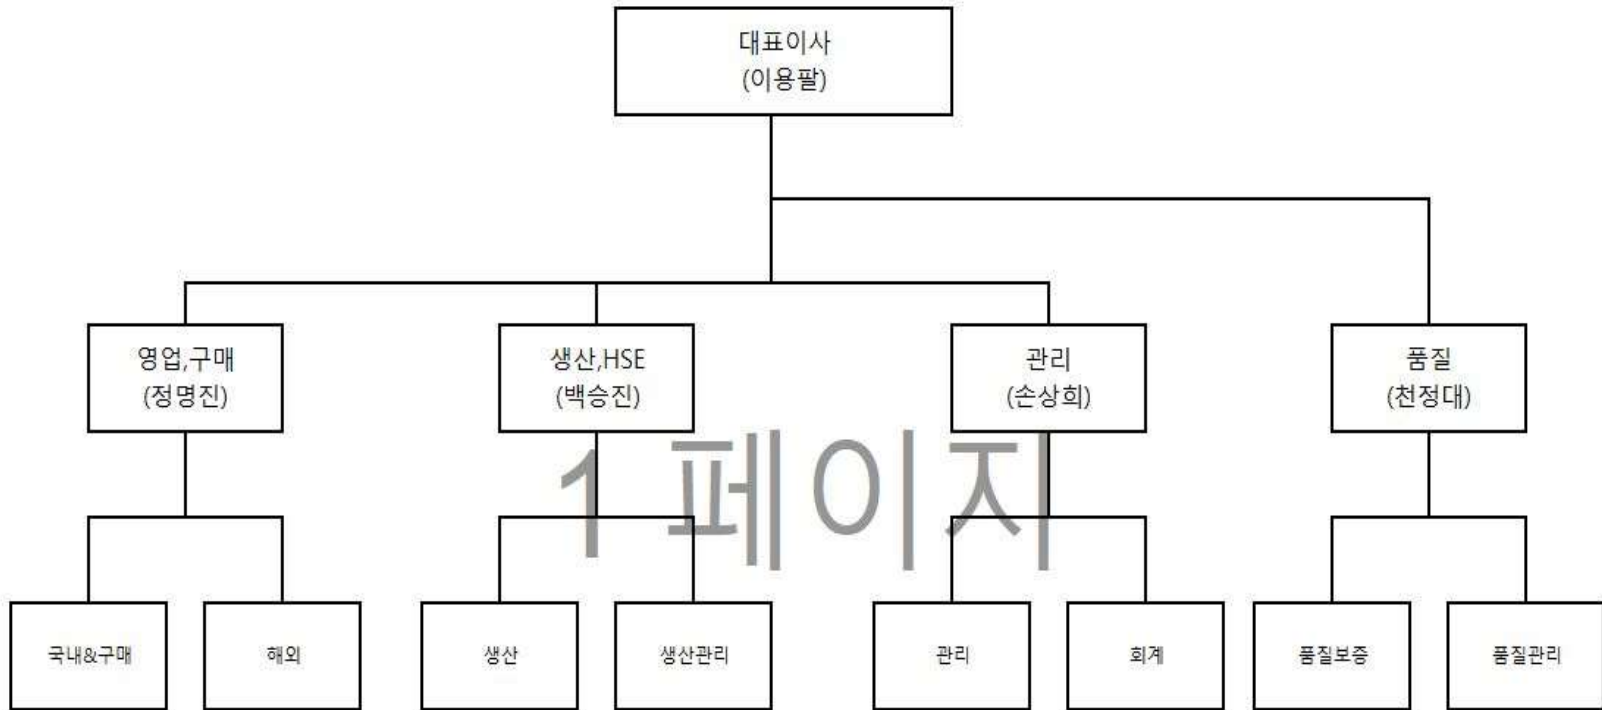 대표이사
(이용팔)
영업,구매
(정명진)
생산,HSE
(백승진)
관리
(손상희)
품질
(천정대)
1 페이지
국내&구매
해외
생산
생산관리
관리
회계
품질보증
품질관리